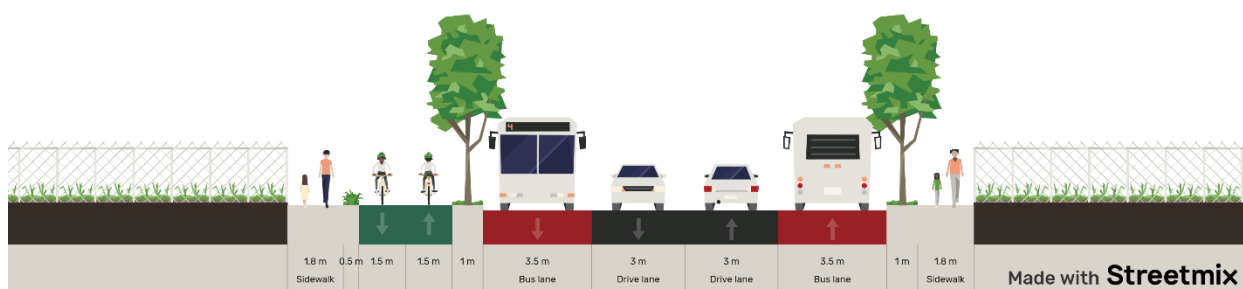 4
1.8 m 0.5 m 1.5 m 1.5 m 1 m 3.5 m 3 m 3 m 3.5 m 1 m 1.8 m
Sidewalk Bus lane Drive lane Drive lane Bus lane Sidewalk
Made with Streetmix